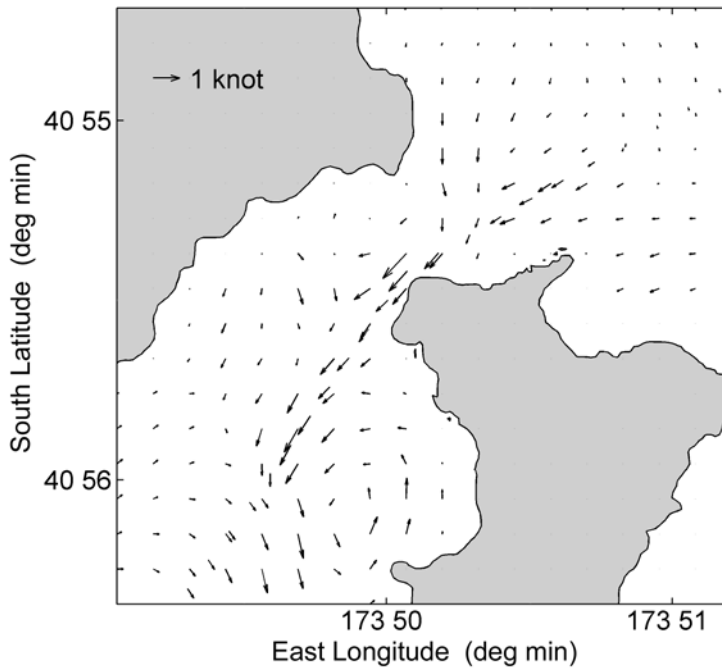 1 knot
40 55
South Latitude (deg min)
40 56
173 50
173 51
East Longitude (deg min)